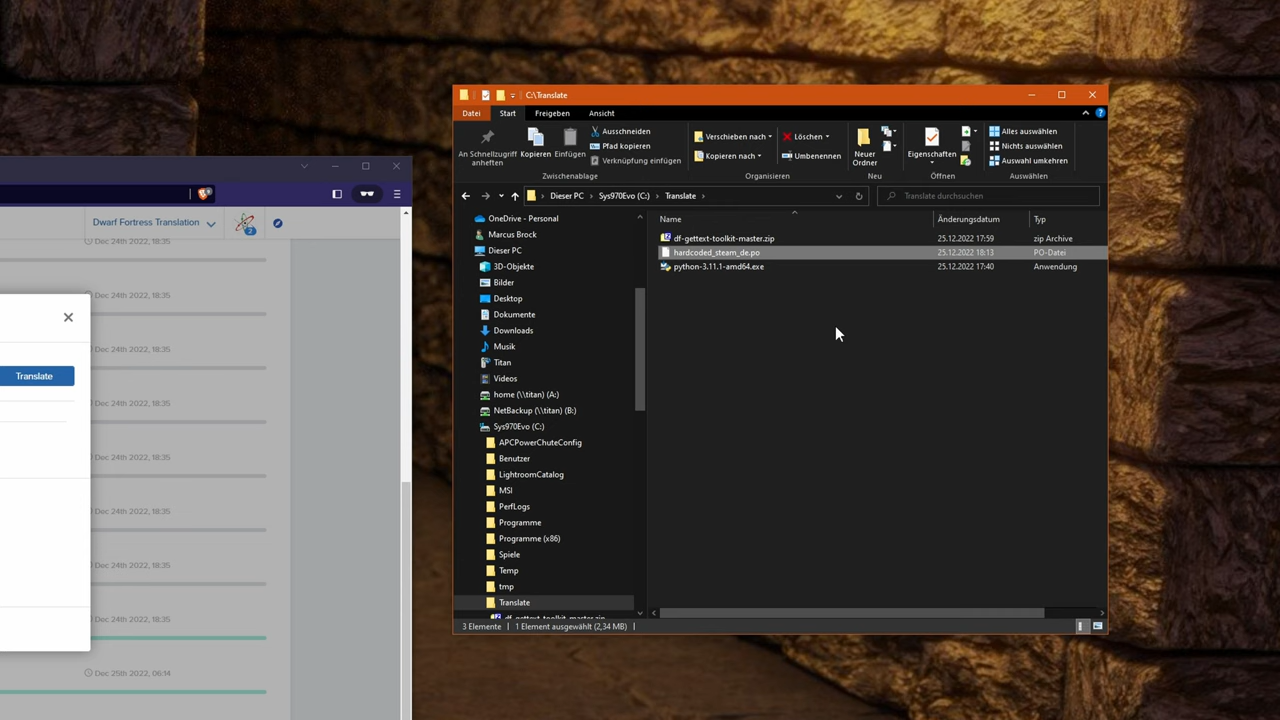 C:\Translate
Datei Start Freigeben Ansicht
An Schnellzugriff anheften
Kopieren
Einfügen
Ausschneiden
Pfad kopieren
Verknüpfung einfügen
Zwischenablage
Verschieben nach
Kopieren nach
Löschen
Umbenennen
Organisieren
Neuer Ordner
Neu
Eigenschaften
Öffnen
Alles auswählen
Nichts auswählen
Auswahl umkehren
Auswählen
Dieser PC > Sys970Evo (C:) > Translate >
Translate durchsuchen
OneDrive - Personal
Marcus Brock
Dieser PC
3D-Objekte
Bilder
Desktop
Dokumente
Downloads
Musik
Titan
Videos
home (\\titan) (A:)
NetBackup (\\titan) (B:)
Sys970Evo (C:)
APCPowerChuteConfig
Benutzer
LightroomCatalog
MSI
PerfLogs
Programme
Programme (x86)
Spiele
Temp
tmp
Translate
df-gettext-toolkit-master.zip
Name Änderungsdatum Typ
df-gettext-toolkit-master.zip 25.12.2022 17:59 zip Archive
hardcoded_steam_de.po 25.12.2022 18:13 PO-Datei
python-3.11.1-amd64.exe 25.12.2022 17:40 Anwendung
3 Elemente 1 Element ausgewählt (2,34 MB)
Dwarf Fortress Translation
2
Dec 24th 2022, 18:35
Dec 24th 2022, 18:35
Dec 24th 2022, 18:35
Translate
Dec 24th 2022, 18:35
Dec 24th 2022, 18:35
Dec 24th 2022, 18:35
Dec 24th 2022, 18:35
Dec 24th 2022, 18:35
Dec 25th 2022, 06:14